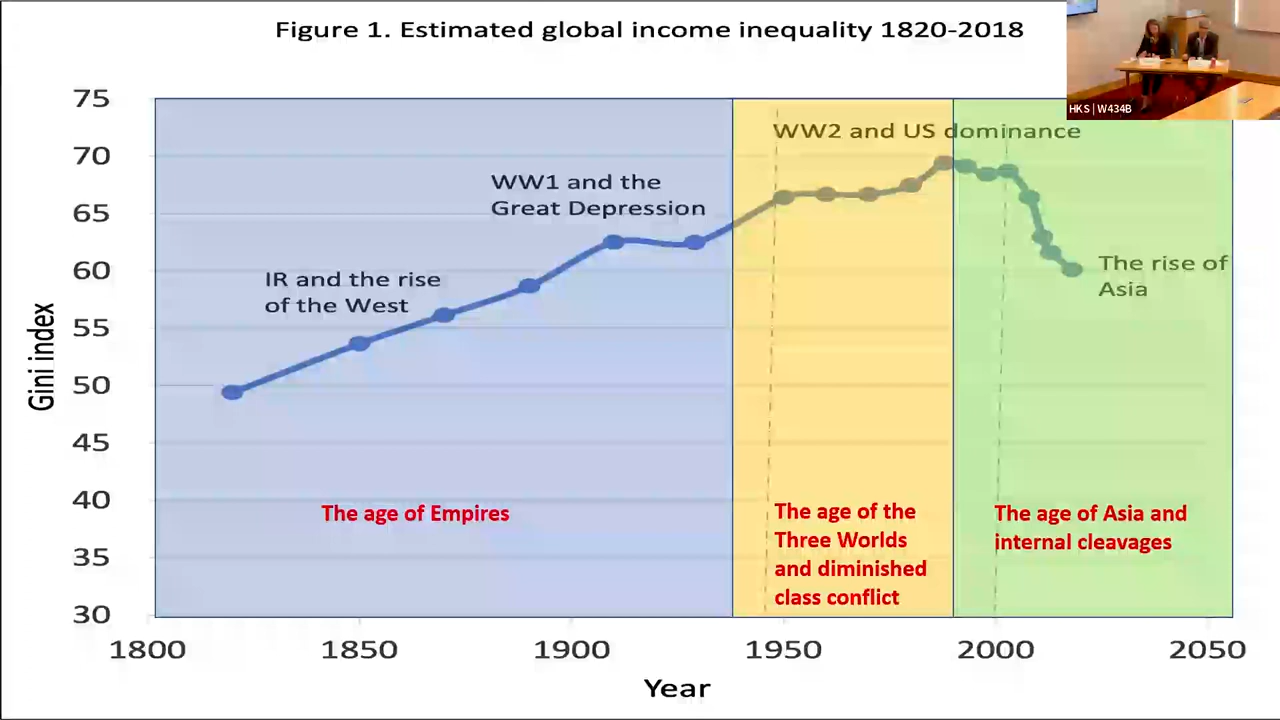 Figure 1. Estimated global income inequality 1820-2018
HKS | W434B
75
70
65
60
55
50
45
40
35
30
Gini index
WW2 and US dominance
WW1 and the
Great Depression
IR and the rise
of the West
The rise of
Asia
The age of Empires
The age of the
Three Worlds
and diminished
class conflict
The age of Asia and
internal cleavages
1800
1850
1900
1950
2000
2050
Year